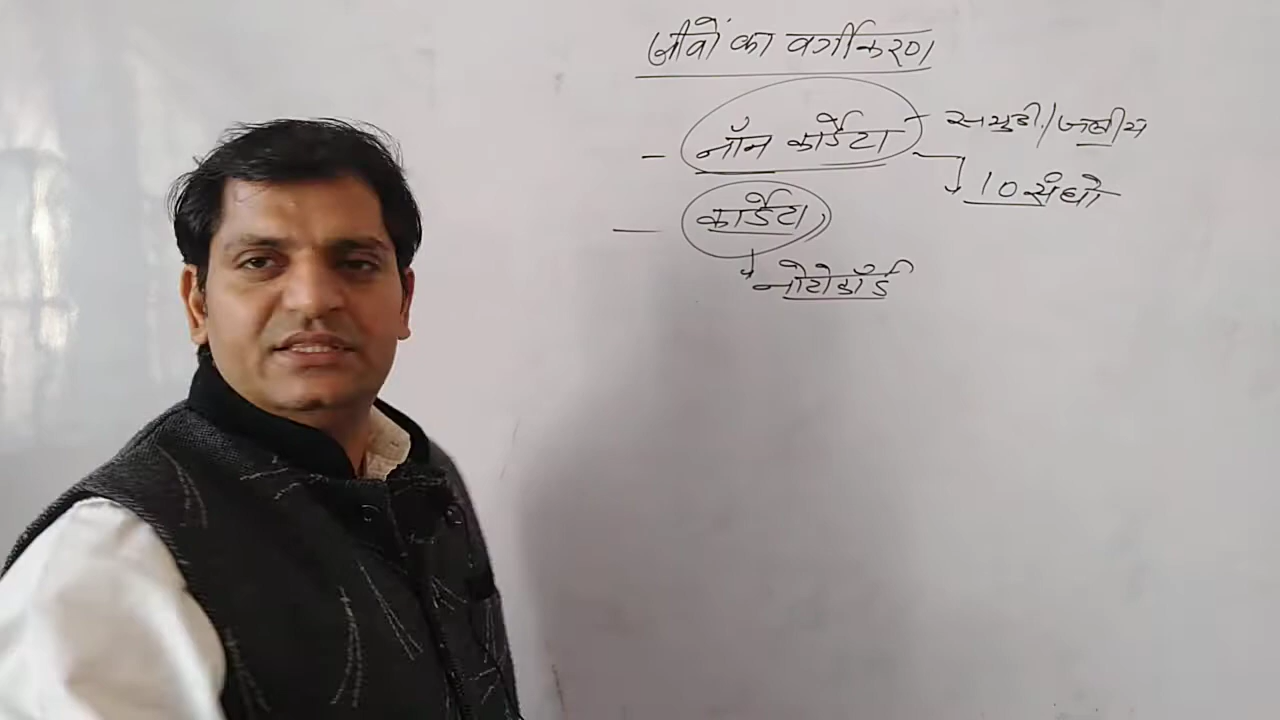 जीवों का वर्गीकरण
- नॉन कार्डेटा - समुद्री/जलीय
10 संघो
- कार्डेटा
नोटोकॉर्ड